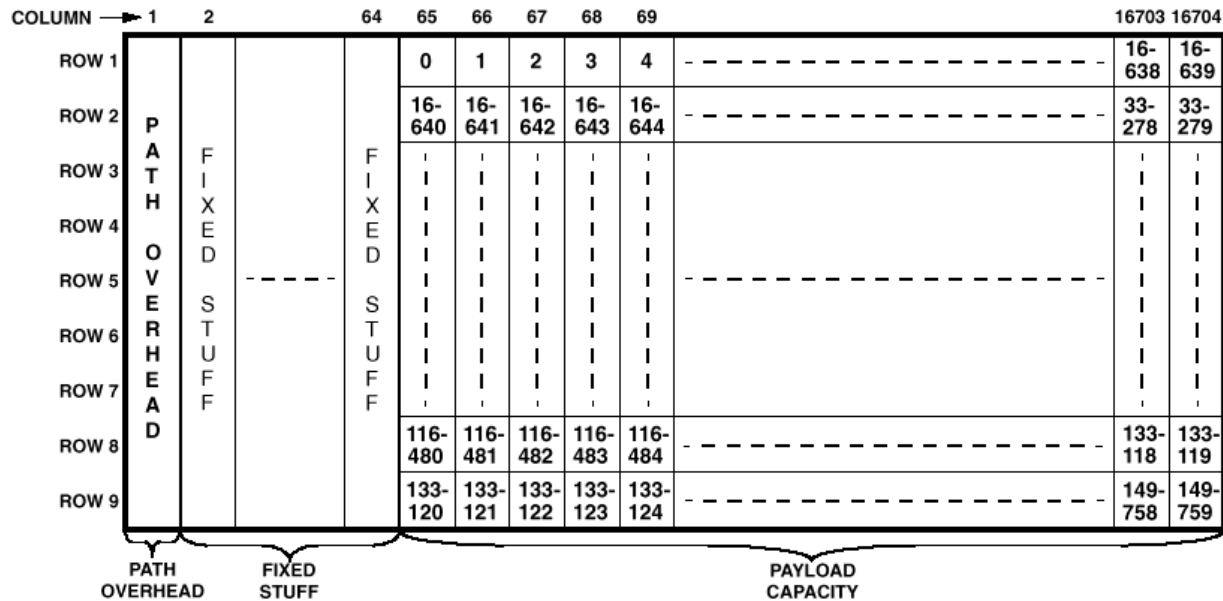 COLUMN 1 2 64 65 66 67 68 69 16703 16704
ROW 1 0 1 2 3 4 16-638 16-639
ROW 2 16-640 16-641 16-642 16-643 16-644 33-278 33-279
ROW 3
ROW 4
ROW 5
ROW 6
ROW 7
ROW 8 116-480 116-481 116-482 116-483 116-484 133-118 133-119
ROW 9 133-120 133-121 133-122 133-123 133-124 149-758 149-759
PATH OVERHEAD
FIXED STUFF
FIXED STUFF
PATH OVERHEAD
FIXED STUFF
PAYLOAD CAPACITY